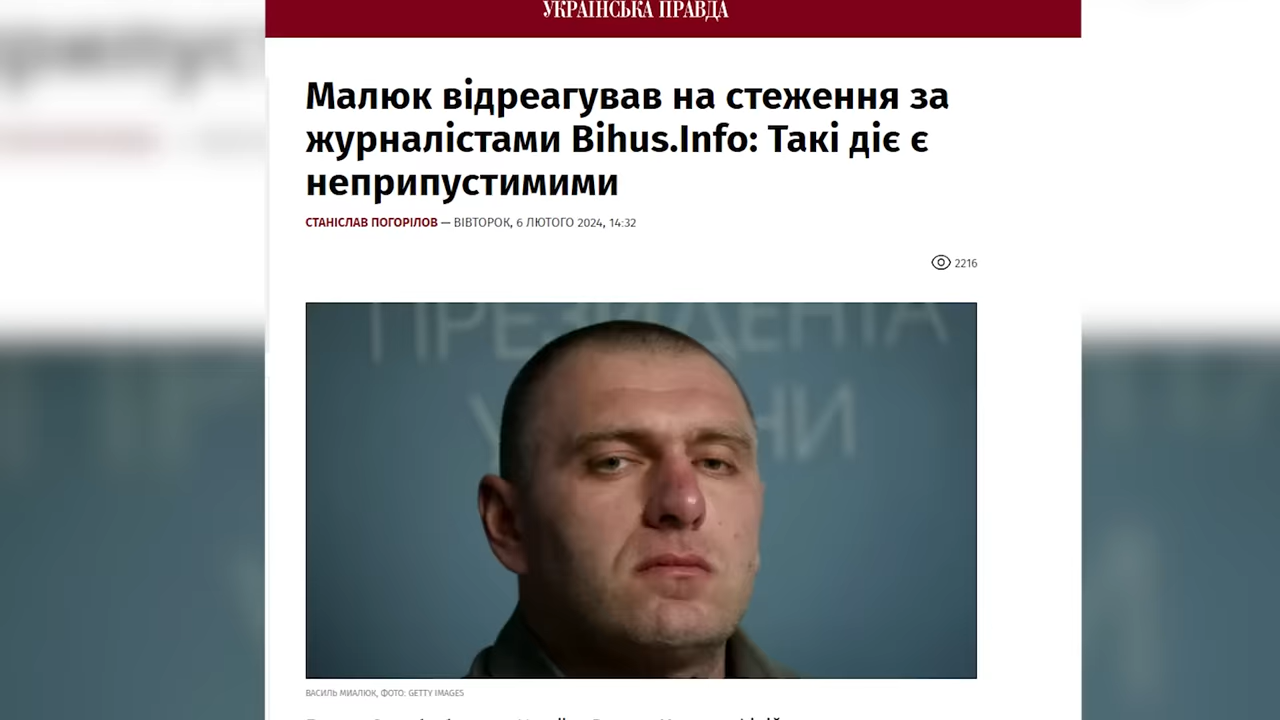 УКРАЇНСЬКА ПРАВДА
Малюк відреагував на стеження за
журналістами Bihus.Info: Такі діє є
неприпустимими
СТАНІСЛАВ ПОГОРІЛОВ — ВІВТОРОК, 6 ЛЮТОГО 2024, 14:32
2216
ПРЕЗИДЕНТА
ВАСИЛЬ МИАЛЮК, ФОТО: GETTY IMAGES